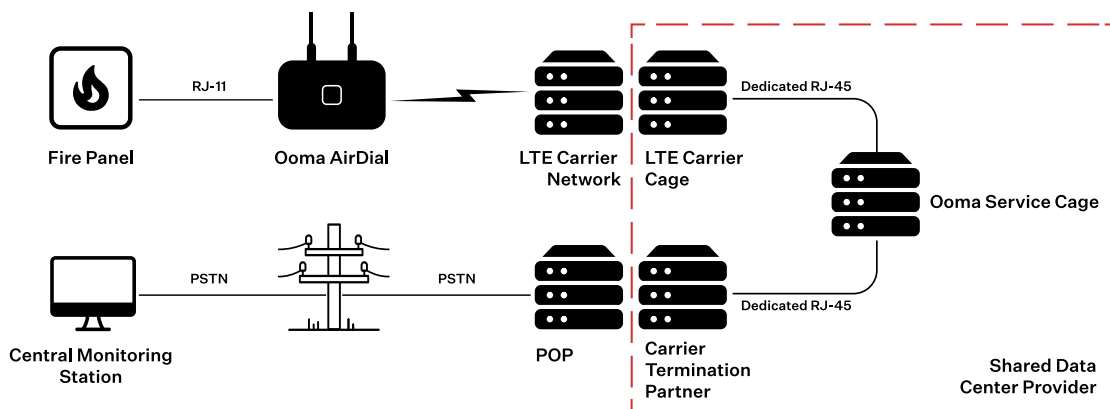 RJ-11
Dedicated RJ-45
Fire Panel
Ooma AirDial
LTE Carrier
Network
LTE Carrier
Cage
Ooma Service Cage
PSTN
PSTN
Dedicated RJ-45
Central Monitoring
Station
POP
Carrier
Termination
Partner
Shared Data
Center Provider